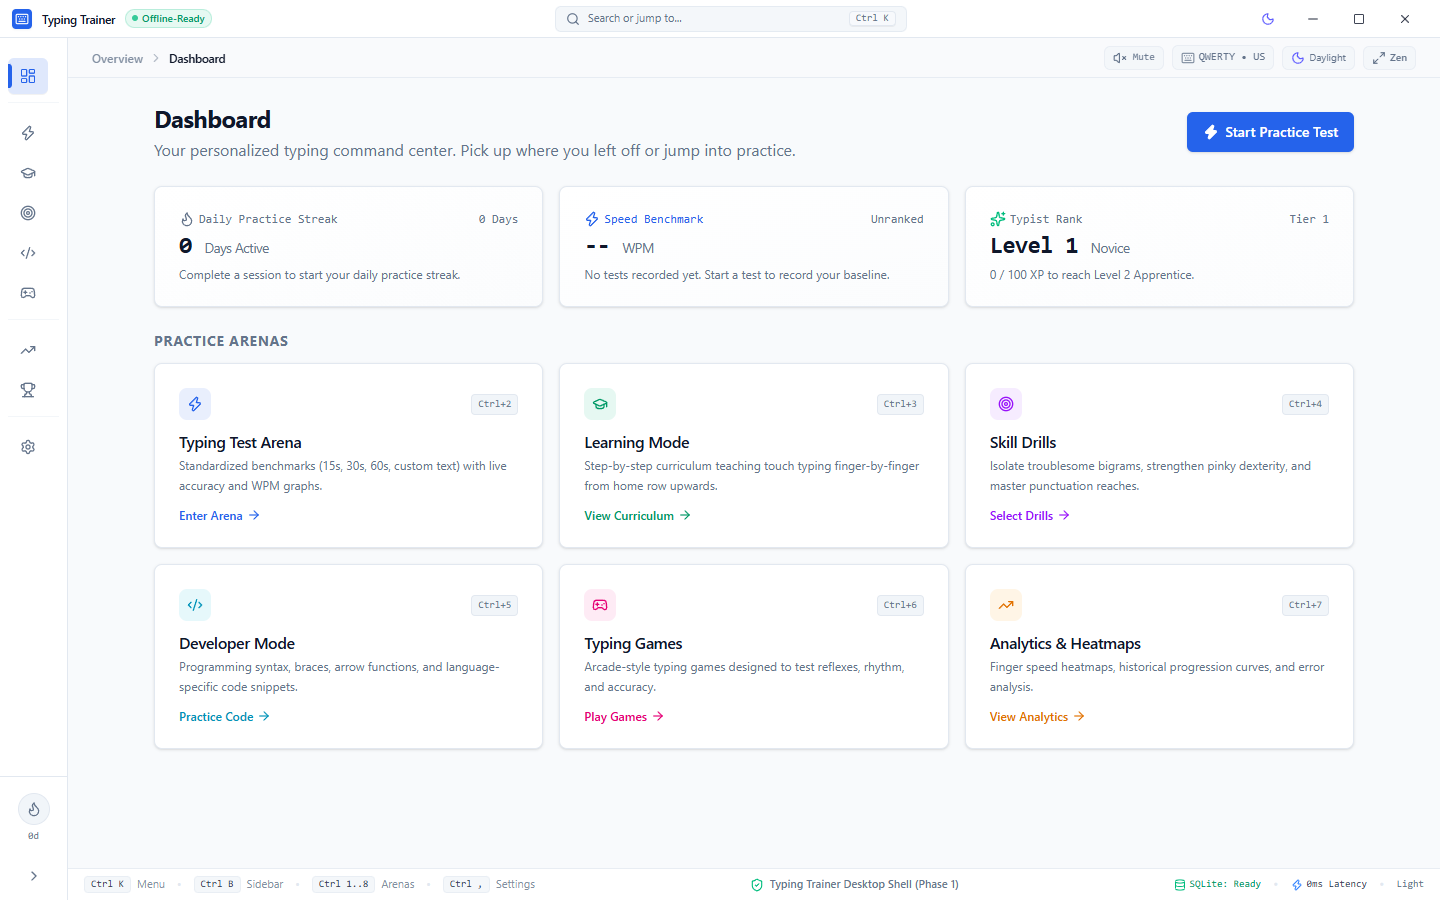 Typing Trainer
Offline-Ready
Search or jump to...
Ctrl K
Overview
Dashboard
Mute
QWERTY • US
Daylight
Zen
Dashboard
Your personalized typing command center. Pick up where you left off or jump into practice.
Start Practice Test
Daily Practice Streak
0 Days
0 Days Active
Complete a session to start your daily practice streak.
Speed Benchmark
Unranked
-- WPM
No tests recorded yet. Start a test to record your baseline.
Typist Rank
Tier 1
Level 1 Novice
0 / 100 XP to reach Level 2 Apprentice.
PRACTICE ARENAS
Ctrl+2
Typing Test Arena
Standardized benchmarks (15s, 30s, 60s, custom text) with live
accuracy and WPM graphs.
Enter Arena
Ctrl+3
Learning Mode
Step-by-step curriculum teaching touch typing finger-by-finger
from home row upwards.
View Curriculum
Ctrl+4
Skill Drills
Isolate troublesome bigrams, strengthen pinky dexterity, and
master punctuation reaches.
Select Drills
Ctrl+5
Developer Mode
Programming syntax, braces, arrow functions, and language-
specific code snippets.
Practice Code
Ctrl+6
Typing Games
Arcade-style typing games designed to test reflexes, rhythm,
and accuracy.
Play Games
Ctrl+7
Analytics & Heatmaps
Finger speed heatmaps, historical progression curves, and error
analysis.
View Analytics
0d
Ctrl K Menu
Ctrl B Sidebar
Ctrl 1..8 Arenas
Ctrl , Settings
Typing Trainer Desktop Shell (Phase 1)
SQLite: Ready
0ms Latency
Light